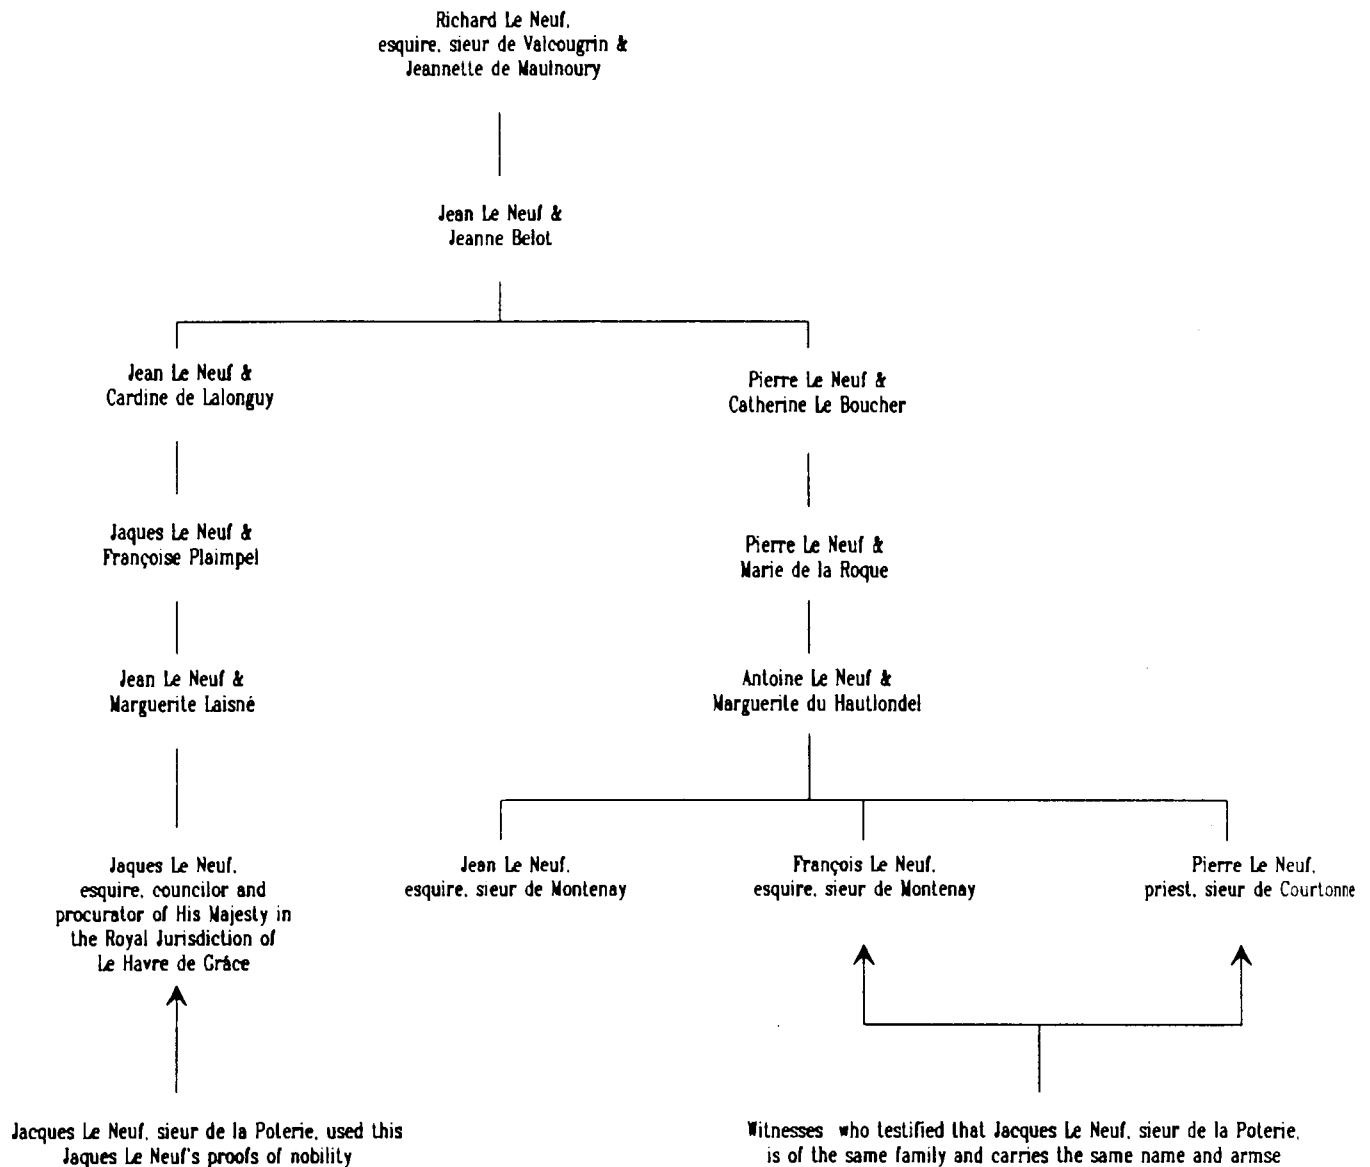 Richard Le Neuf,
esquire, sieur de Valcougrin &
Jeannette de Maulnoury
Jean Le Neuf &
Jeanne Belot
Jean Le Neuf &
Cardine de Lalonguy
Pierre Le Neuf &
Catherine Le Boucher
Jaques Le Neuf &
Françoise Plaimpel
Pierre Le Neuf &
Marie de la Roque
Jean Le Neuf &
Marguerite Laisné
Antoine Le Neuf &
Marguerite du Hautlondel
Jaques Le Neuf,
esquire, councilor and
procurator of His Majesty in
the Royal Jurisdiction of
Le Havre de Grâce
Jean Le Neuf,
esquire, sieur de Montenay
François Le Neuf,
esquire, sieur de Montenay
Pierre Le Neuf,
priest, sieur de Courtonne
Jacques Le Neuf, sieur de la Poterie, used this
Jaques Le Neuf's proofs of nobility
Witnesses who testified that Jacques Le Neuf, sieur de la Poterie,
is of the same family and carries the same name and armse